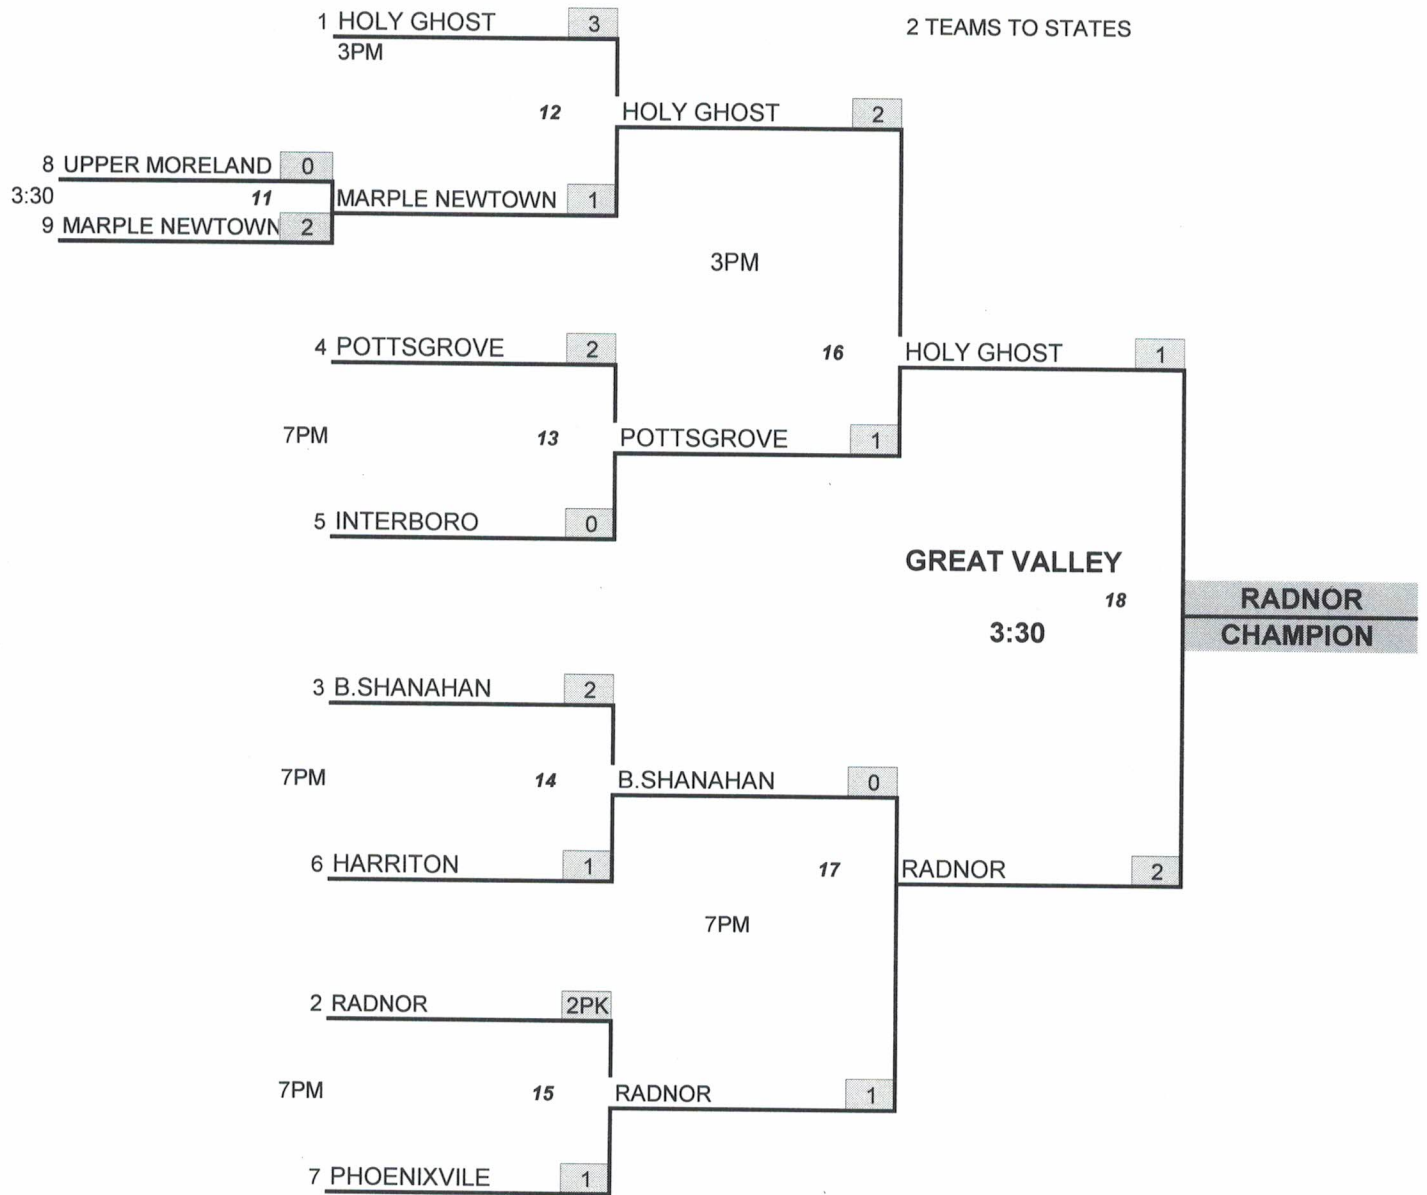 1 HOLY GHOST 3
2 TEAMS TO STATES
3PM
12 HOLY GHOST 2
8 UPPER MORELAND 0
3:30 11 MARPLE NEWTOWN 1
9 MARPLE NEWTOWN 2
3PM
4 POTTSGROVE 2
16 HOLY GHOST 1
7PM 13 POTTSGROVE 1
5 INTERBORO 0
GREAT VALLEY
18 RADNOR
3:30 CHAMPION
3 B.SHANAHAN 2
7PM 14 B.SHANAHAN 0
6 HARRITON 1
17 RADNOR 2
7PM
2 RADNOR 2PK
7PM 15 RADNOR 1
7 PHOENIXVILE 1